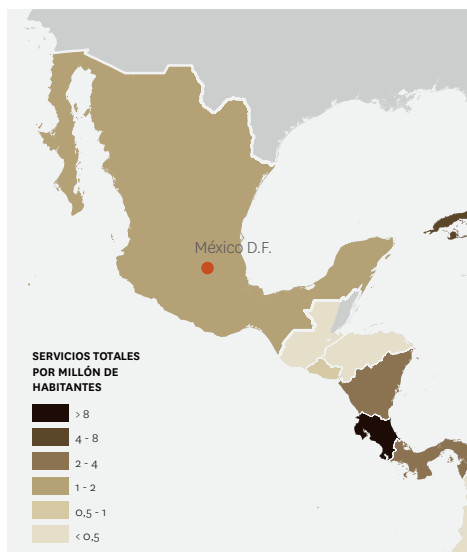 México D.F.
SERVICIOS TOTALES
POR MILLÓN DE
HABITANTES
> 8
4 - 8
2 - 4
1 - 2
0,5 - 1
< 0,5